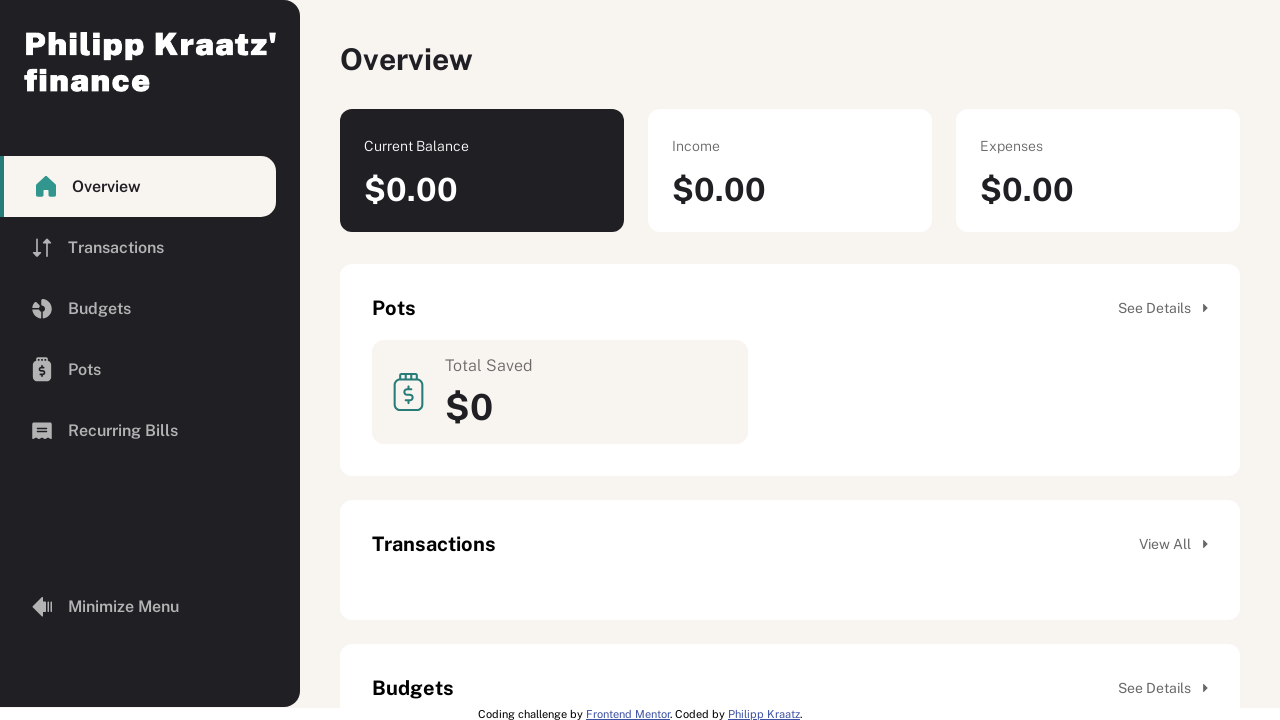 Philipp Kraatz'
finance
Overview
Transactions
Budgets
Pots
Recurring Bills
Minimize Menu
Overview
Current Balance
$0.00
Income
$0.00
Expenses
$0.00
Pots
See Details
Total Saved
$0
Transactions
View All
Budgets
See Details
Coding challenge by Frontend Mentor. Coded by Philipp Kraatz.